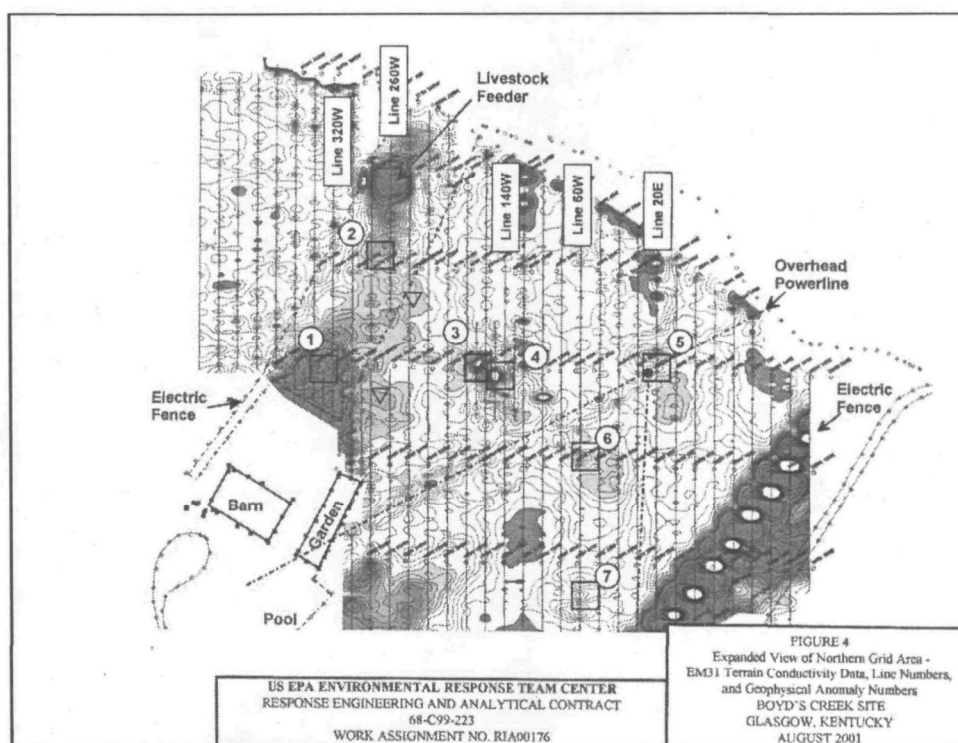 Line 320W
Line 260W
Livestock
Feeder
Line 140W
Line 60W
Line 20E
Overhead
Powerline
2
1
3
4
5
6
7
Electric
Fence
Electric
Fence
Barn
Garden
Pool
US EPA ENVIRONMENTAL RESPONSE TEAM CENTER
RESPONSE ENGINEERING AND ANALYTICAL CONTRACT
68-C99-223
WORK ASSIGNMENT NO. RIA00176
FIGURE 4
Expanded View of Northern Grid Area -
EM31 Terrain Conductivity Data, Line Numbers,
and Geophysical Anomaly Numbers
BOYD'S CREEK SITE
GLASGOW, KENTUCKY
AUGUST 2001